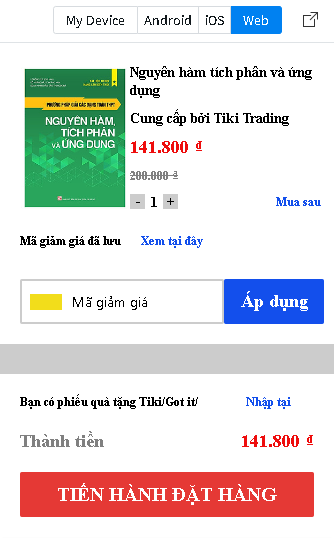 My Device Android iOS Web
PHƯƠNG PHÁP GIẢI CÁC DẠNG TOÁN THPT
NGUYÊN HÀM,
TÍCH PHÂN
VÀ ỨNG DỤNG
Nguyên hàm tích phân và ứng
dụng
Cung cấp bởi Tiki Trading
141.800 ₫
200.000 ₫
- 1 + Mua sau
Mã giảm giá đã lưu Xem tại đây
Mã giảm giá Áp dụng
Bạn có phiếu quà tặng Tiki/Got it/ Nhập tại
Thành tiền 141.800 ₫
TIẾN HÀNH ĐẶT HÀNG